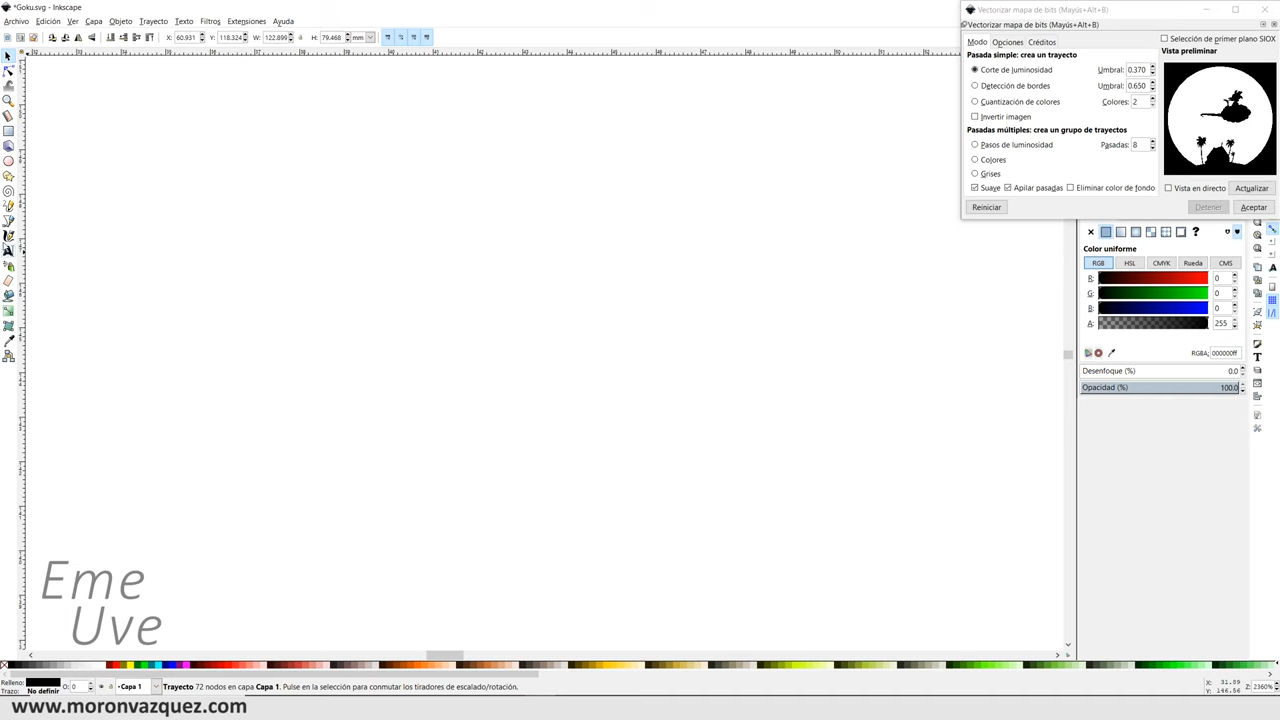 *Goku.svg - Inkscape
Archivo Edición Ver Capa Objeto Trayecto Texto Filtros Extensiones Ayuda
X: 60.931 Y: 118.324 W: 122.899 H: 79.468 mm
Vectorizar mapa de bits (Mayús+Alt+B)
Vectorizar mapa de bits (Mayús+Alt+B)
Modo Opciones Créditos
Selección de primer plano SIOX
Vista preliminar
Pasada simple: crea un trayecto
Corte de luminosidad Umbral: 0.370
Detección de bordes Umbral: 0.650
Cuantización de colores Colores: 2
Invertir imagen
Pasadas múltiples: crea un grupo de trayectos
Pasos de luminosidad Pasadas: 8
Colores
Grises
Suave Apilar pasadas Eliminar color de fondo
Vista en directo Actualizar
Reiniciar Detener Aceptar
Color uniforme
RGB HSL CMYK Rueda CMS
R: 0
G: 0
B: 0
A: 255
RGBA: 000000ff
Desenfoque (%) 0.0
Opacidad (%) 100.0
Eme
Uve
Relleno:
Trazo: No definir
O: 0
Capa 1
Trayecto 72 nodos en capa Capa 1. Pulse en la selección para conmutar los tiradores de escalado/rotación.
X: 31.89
Y: 146.56
Z: 2360%
www.moronvazquez.com